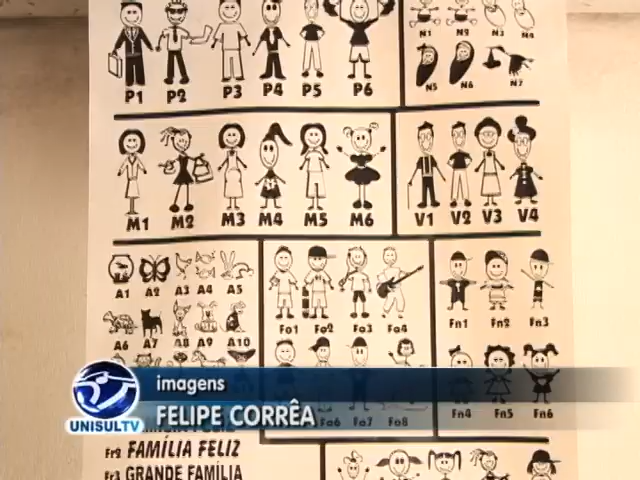 N1 N2 N3 N4
P1 P2 P3 P4 P5 P6
N5 N6 N7
M1 M2 M3 M4 M5 M6
V1 V2 V3 V4
A1 A2 A3 A4 A5
Fo1 Fo2 Fo3 Fo4
Fn1 Fn2 Fn3
A6 A7 A8 A9 A10
imagens
FELIPE CORRÊA
UNISULTV
Fo6 Fo7 Fo8
Fn4 Fn5 Fn6
Fr2 FAMÍLIA FELIZ
Fr3 GRANDE FAMÍLIA